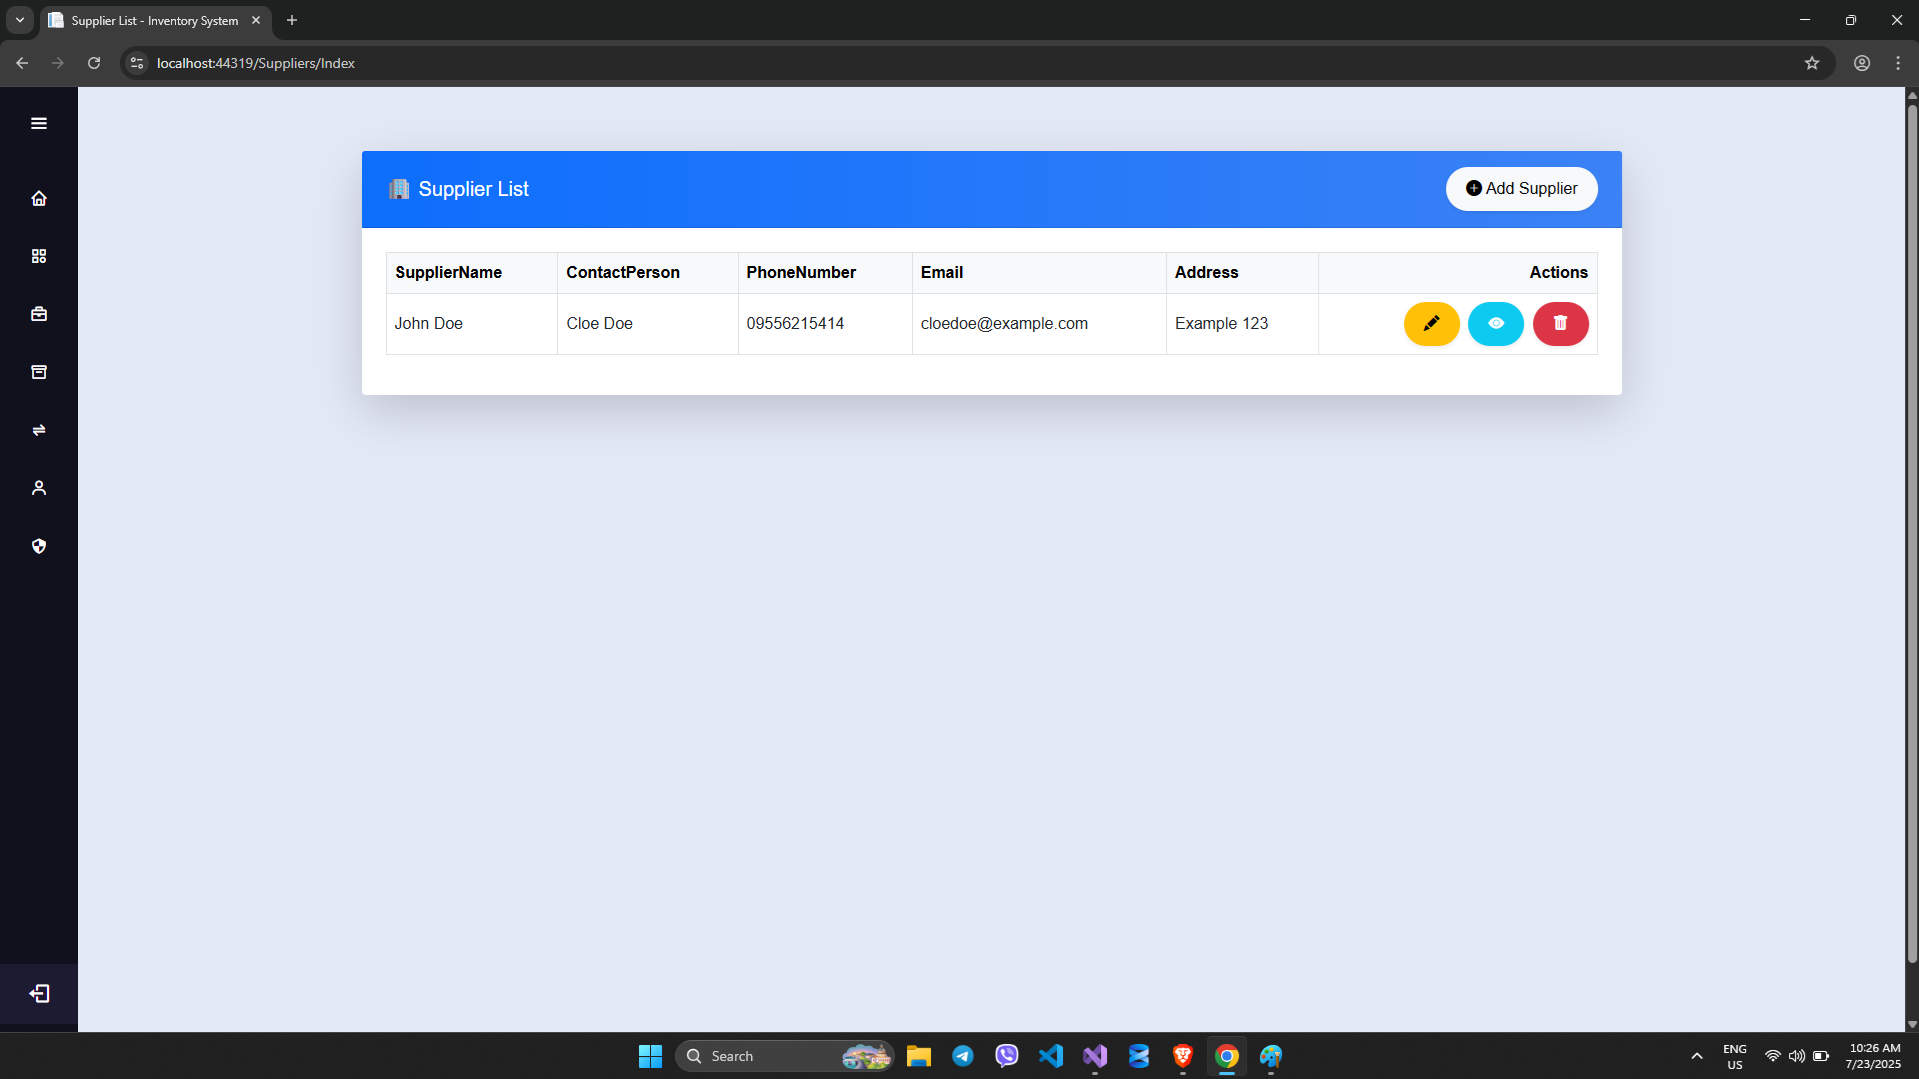 Supplier List - Inventory System
localhost:44319/Suppliers/Index
Supplier List
Add Supplier
SupplierName ContactPerson PhoneNumber Email Address Actions
John Doe Cloe Doe 09556215414 cloedoe@example.com Example 123
Search
ENG
US
10:26 AM
7/23/2025